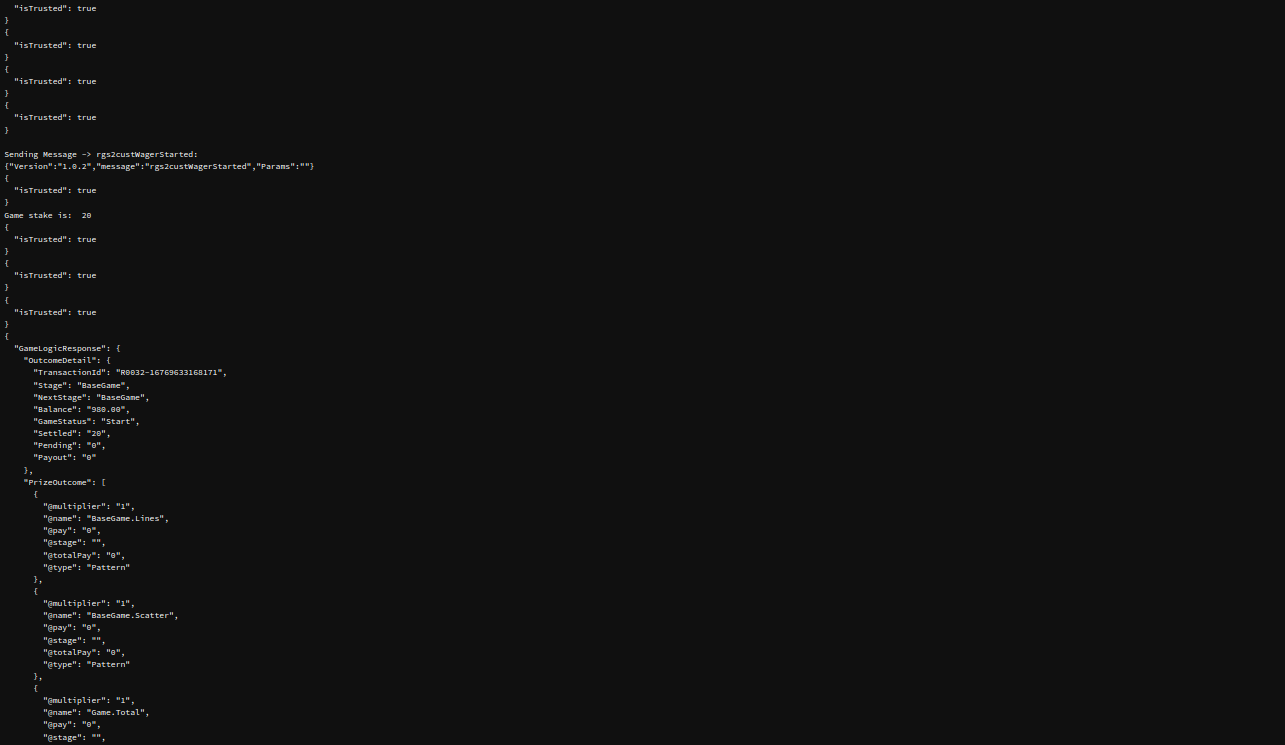 "isTrusted": true
}
{
  "isTrusted": true
}
{
  "isTrusted": true
}
{
  "isTrusted": true
}

Sending Message -> rgs2custWagerStarted:
{"Version":"1.0.2","message":"rgs2custWagerStarted","Params":""}
{
  "isTrusted": true
}
Game stake is:  20
{
  "isTrusted": true
}
{
  "isTrusted": true
}
{
  "isTrusted": true
}
{
  "GameLogicResponse": {
    "OutcomeDetail": {
      "TransactionId": "R0032-16769633168171",
      "Stage": "BaseGame",
      "NextStage": "BaseGame",
      "Balance": "980.00",
      "GameStatus": "Start",
      "Settled": "20",
      "Pending": "0",
      "Payout": "0"
    },
    "PrizeOutcome": [
      {
        "@multiplier": "1",
        "@name": "BaseGame.Lines",
        "@pay": "0",
        "@stage": "",
        "@totalPay": "0",
        "@type": "Pattern"
      },
      {
        "@multiplier": "1",
        "@name": "BaseGame.Scatter",
        "@pay": "0",
        "@stage": "",
        "@totalPay": "0",
        "@type": "Pattern"
      },
      {
        "@multiplier": "1",
        "@name": "Game.Total",
        "@pay": "0",
        "@stage": "",